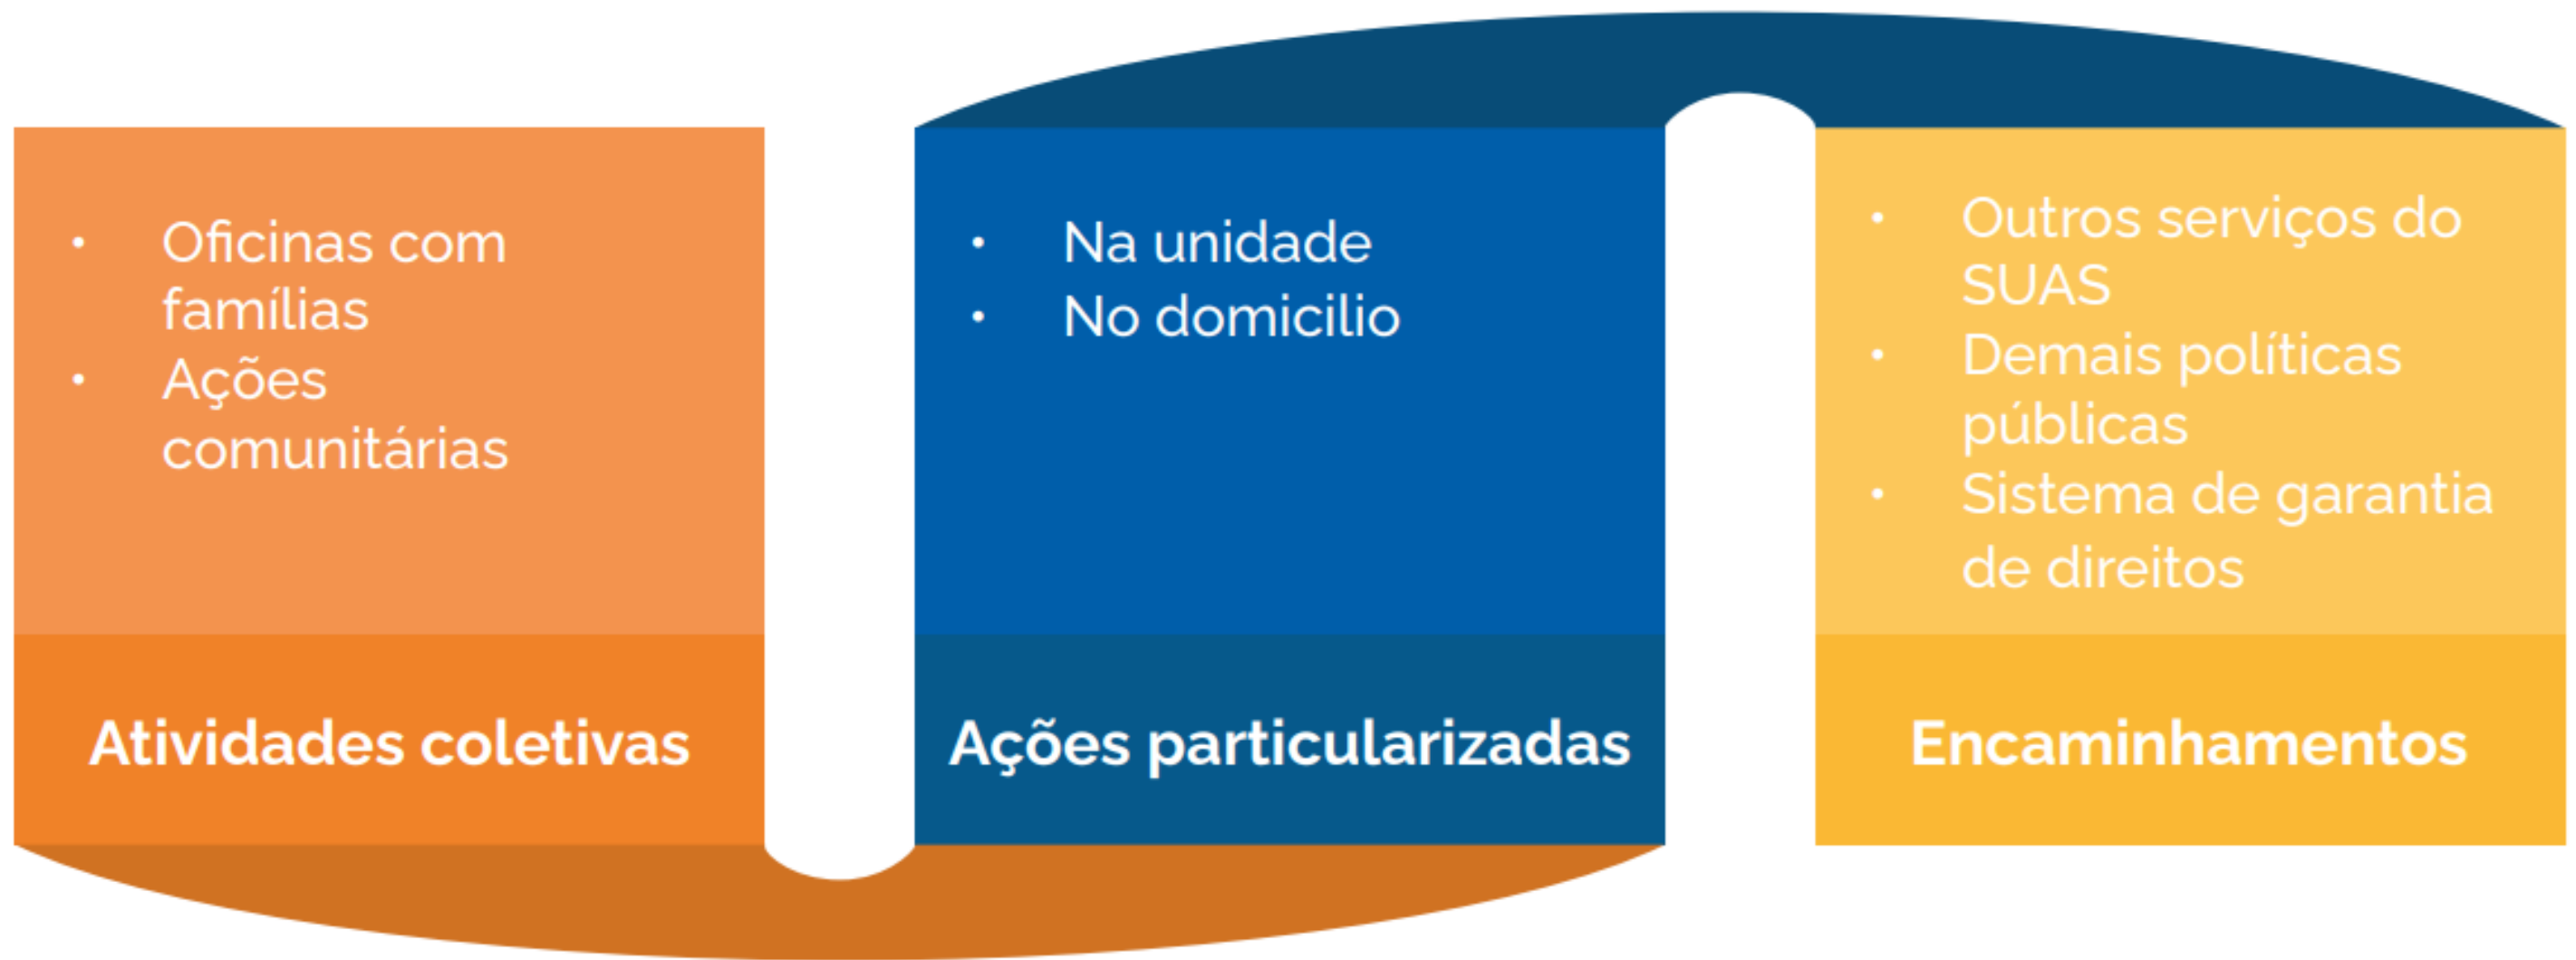 • Oficinas com
famílias
• Ações
comunitárias
Atividades coletivas
• Na unidade
• No domicilio
Ações particularizadas
• Outros serviços do
SUAS
• Demais políticas
públicas
• Sistema de garantia
de direitos
Encaminhamentos